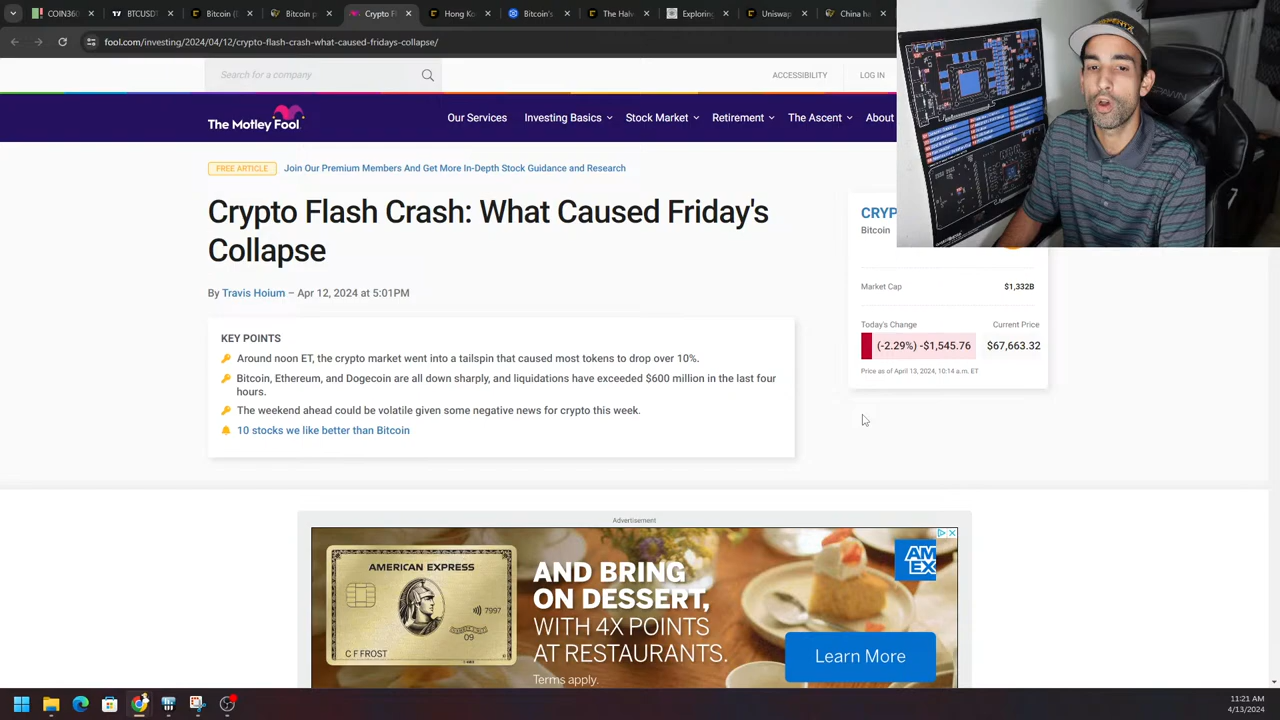 COIN360
BTCUSDT
Bitcoin (
Bitcoin p
Crypto Fl
Hong Ko
Bitcoin's
The Halv
Exploring
Uniswap
China ha
fool.com/investing/2024/04/12/crypto-flash-crash-what-caused-fridays-collapse/
Search for a company
ACCESSIBILITY
LOG IN
The Motley Fool
Our Services
Investing Basics
Stock Market
Retirement
The Ascent
About
FREE ARTICLE
Join Our Premium Members And Get More In-Depth Stock Guidance and Research
Crypto Flash Crash: What Caused Friday's
Collapse
By Travis Hoium – Apr 12, 2024 at 5:01PM
KEY POINTS
Around noon ET, the crypto market went into a tailspin that caused most tokens to drop over 10%.
Bitcoin, Ethereum, and Dogecoin are all down sharply, and liquidations have exceeded $600 million in the last four
hours.
The weekend ahead could be volatile given some negative news for crypto this week.
10 stocks we like better than Bitcoin
CRYP
Bitcoin
Market Cap
$1,332B
Today's Change
Current Price
(-2.29%) -$1,545.76
$67,663.32
Price as of April 13, 2024, 10:14 a.m. ET
Advertisement
AMERICAN EXPRESS
7997
09
C F FROST
AND BRING
ON DESSERT,
WITH 4X POINTS
AT RESTAURANTS.
Terms apply.
AM
EX
Learn More
11:21 AM
4/13/2024